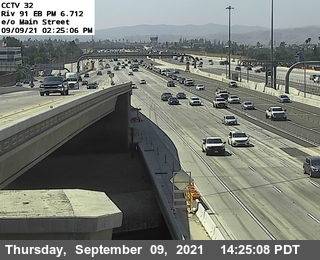 CCTV 32
Riv 91 EB PM 6.712
e/o Main Street
09/09/21 02:25:06 PM
Thursday, September 09, 2021 14:25:08 PDT